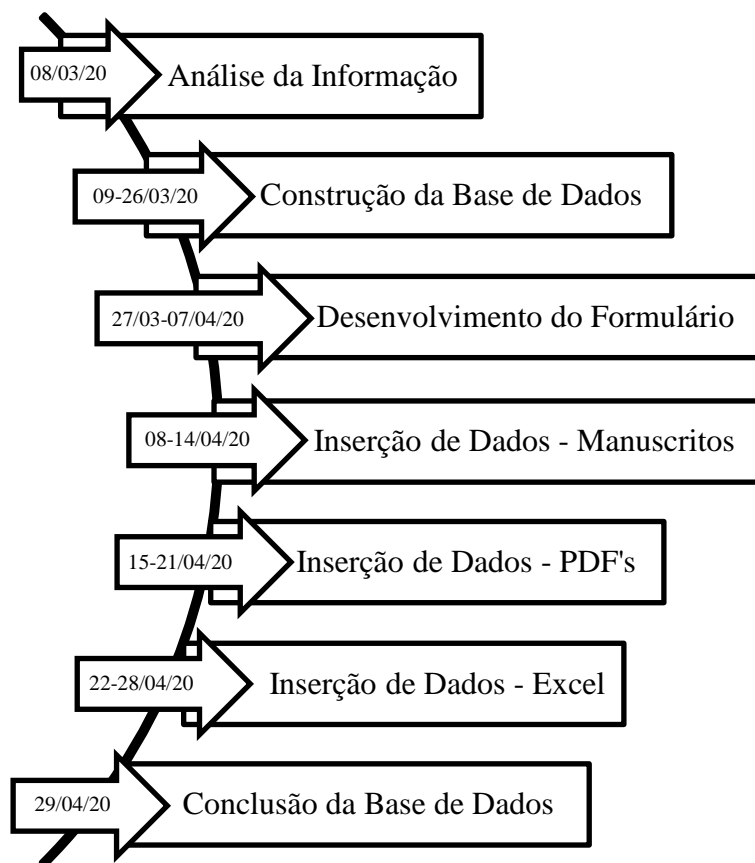 08/03/20
Análise da Informação
09-26/03/20
Construção da Base de Dados
27/03-07/04/20
Desenvolvimento do Formulário
08-14/04/20
Inserção de Dados - Manuscritos
15-21/04/20
Inserção de Dados - PDF's
22-28/04/20
Inserção de Dados - Excel
29/04/20
Conclusão da Base de Dados